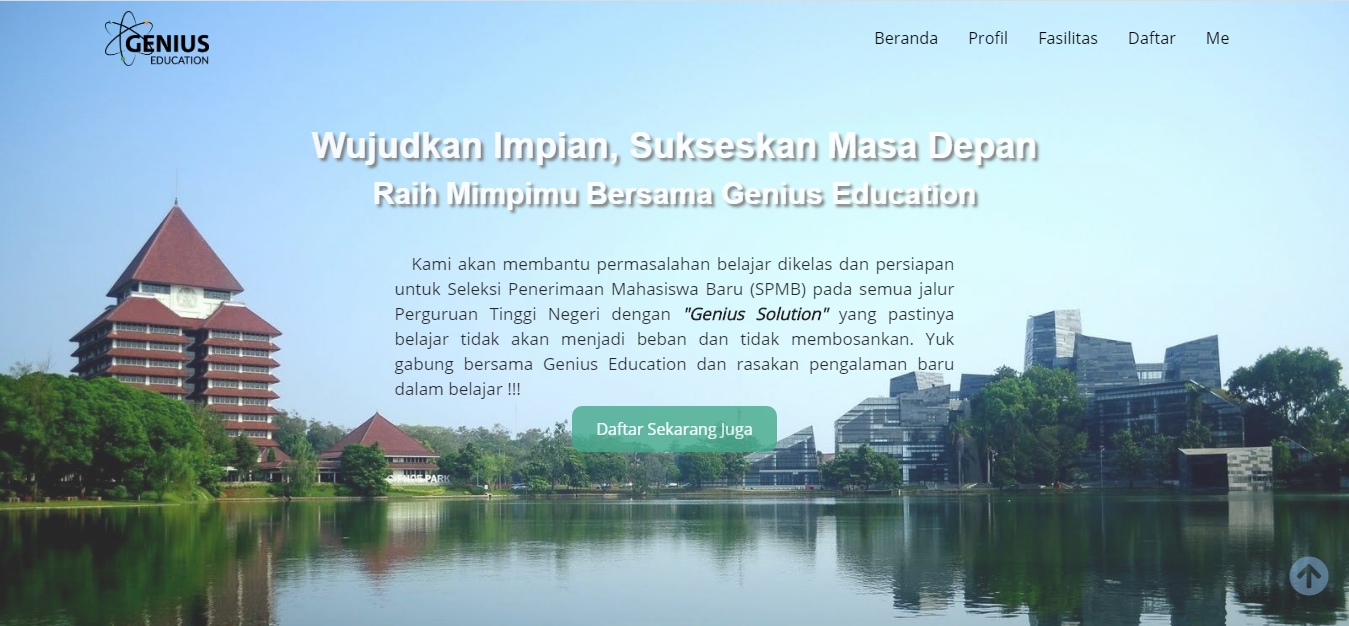 GENIUS
EDUCATION
Beranda Profil Fasilitas Daftar Me
Wujudkan Impian, Sukseskan Masa Depan
Raih Mimpimu Bersama Genius Education
Kami akan membantu permasalahan belajar dikelas dan persiapan
untuk Seleksi Penerimaan Mahasiswa Baru (SPMB) pada semua jalur
Perguruan Tinggi Negeri dengan "Genius Solution" yang pastinya
belajar tidak akan menjadi beban dan tidak membosankan. Yuk
gabung bersama Genius Education dan rasakan pengalaman baru
dalam belajar !!!
Daftar Sekarang Juga
PARK